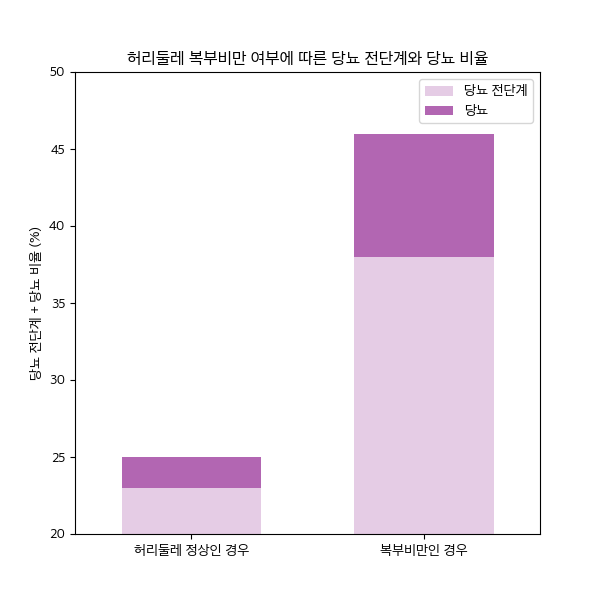 허리둘레 복부비만 여부에 따른 당뇨 전단계와 당뇨 비율
당뇨 전단계
당뇨
당뇨 전단계 + 당뇨 비율 (%)
50
45
40
35
30
25
20
허리둘레 정상인 경우
복부비만인 경우